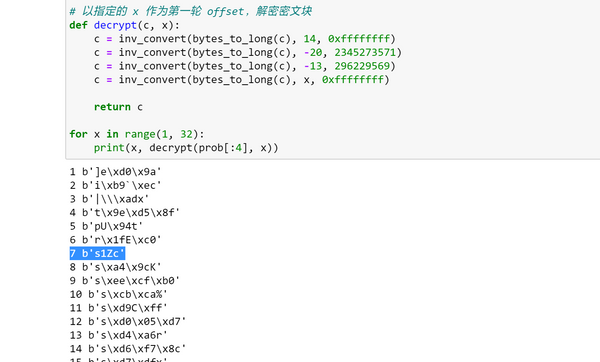 # 以指定的 x 作为第一轮 offset，解密密文块
def decrypt(c, x):
    c = inv_convert(bytes_to_long(c), 14, 0xffffffff)
    c = inv_convert(bytes_to_long(c), -20, 2345273571)
    c = inv_convert(bytes_to_long(c), -13, 296229569)
    c = inv_convert(bytes_to_long(c), x, 0xffffffff)
    return c
for x in range(1, 32):
    print(x, decrypt(prob[:4], x))
1 b']e\xd0\x9a'
2 b'i\xb9`\xec'
3 b'|\\\xadx'
4 b't\x9e\xd5\x8f'
5 b'pU\x94t'
6 b'r\x1fE\xc0'
7 b's1Zc'
8 b's\xa4\x9cK'
9 b's\xee\xcf\xb0'
10 b's\xcb\xca%'
11 b's\xd9C\xff'
12 b's\xd0\x05\xd7'
13 b's\xd4\xa6r'
14 b's\xd6\xf7\x8c'